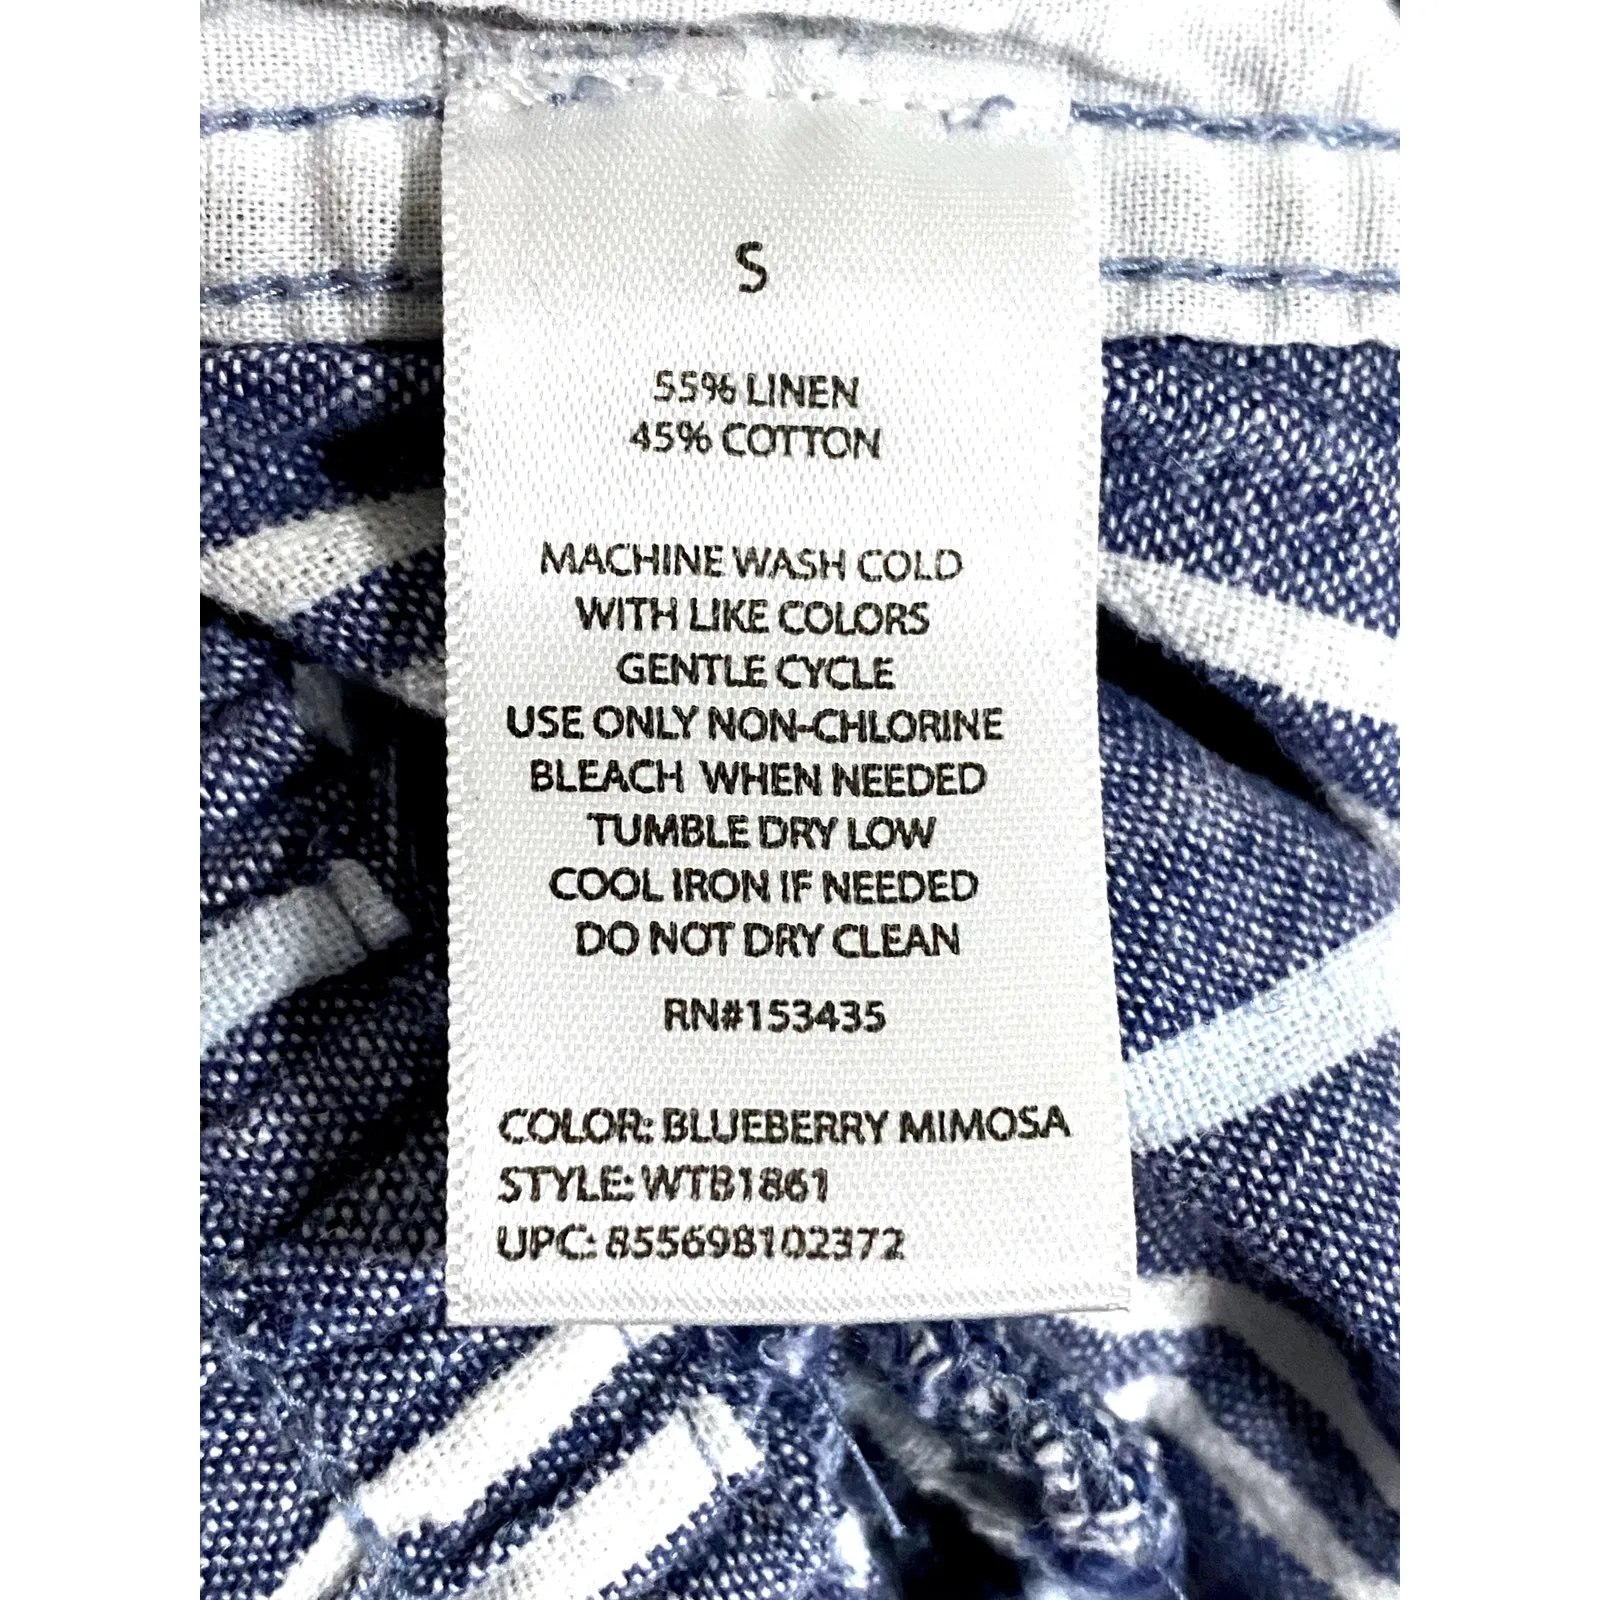 S
55% LINEN
45% COTTON
MACHINE WASH COLD
WITH LIKE COLORS
GENTLE CYCLE
USE ONLY NON-CHLORINE
BLEACH WHEN NEEDED
TUMBLE DRY LOW
COOL IRON IF NEEDED
DO NOT DRY CLEAN
RN#153435
COLOR: BLUEBERRY MIMOSA
STYLE: WTB1861
UPC: 855698102372